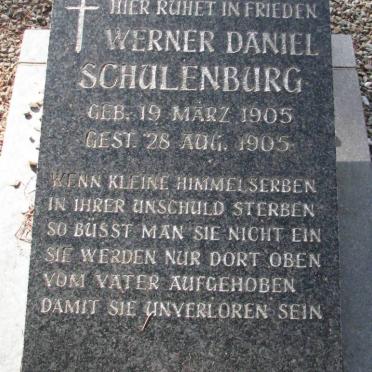 HIER RUHET IN FRIEDEN
WERNER DANIEL
SCHULENBURG
GEB. 19 MÄRZ 1905
GEST. 28 AUG. 1905
WENN KLEINE HIMMELSERBEN
IN IHRER UNSCHULD STERBEN
SO BÜSST MAN SIE NICHT EIN
SIE WERDEN NUR DORT OBEN
VOM VATER AUFGEHOBEN
DAMIT SIE UNVERLOREN SEIN